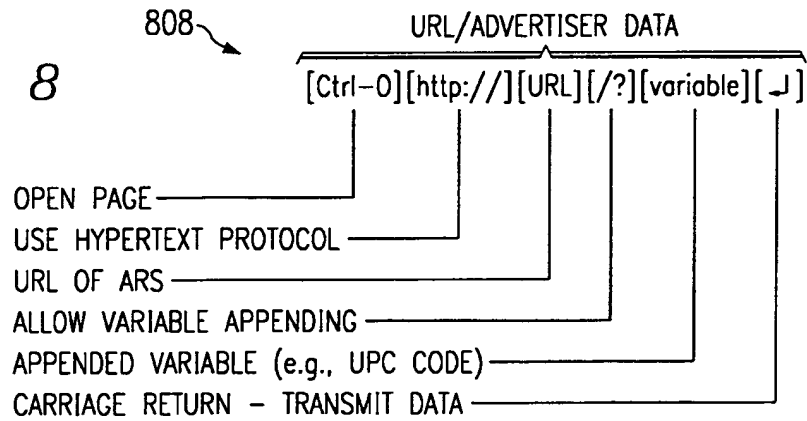 808
URL/ADVERTISER DATA
8
[Ctrl-O][http://][URL][/?][variable][↵]
OPEN PAGE
USE HYPERTEXT PROTOCOL
URL OF ARS
ALLOW VARIABLE APPENDING
APPENDED VARIABLE (e.g., UPC CODE)
CARRIAGE RETURN - TRANSMIT DATA